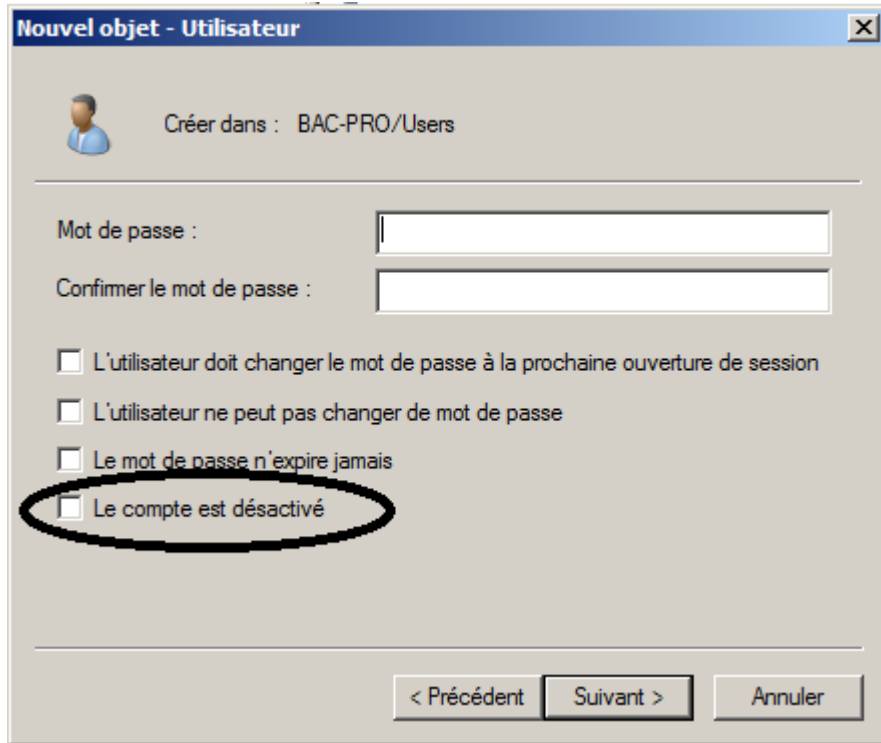 Nouvel objet - Utilisateur
Créer dans : BAC-PRO/Users
Mot de passe :
Confirmer le mot de passe :
L'utilisateur doit changer le mot de passe à la prochaine ouverture de session
L'utilisateur ne peut pas changer de mot de passe
Le mot de passe n'expire jamais
Le compte est désactivé
< Précédent Suivant > Annuler